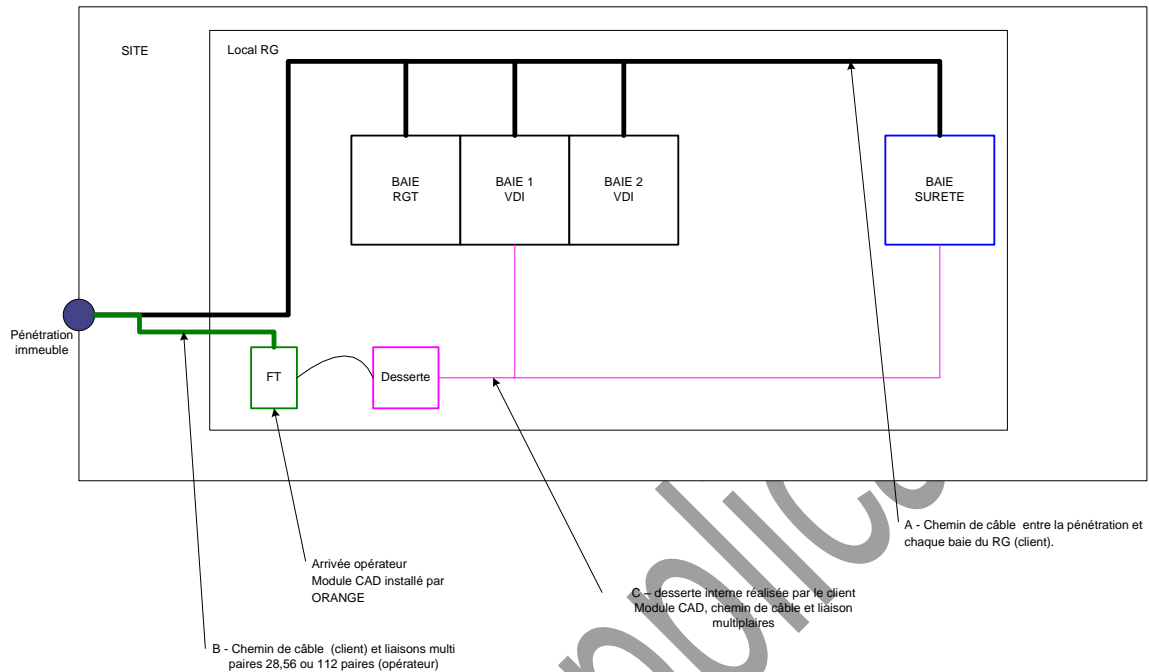 SITE
Local RG
BAIE
RGT
BAIE 1
VDI
BAIE 2
VDI
BAIE
SURETE
Pénétration
immeuble
FT
Desserte
A - Chemin de câble  entre la pénétration et
chaque baie du RG (client).
Arrivée opérateur
Module CAD installé par
ORANGE
C – desserte interne réalisée par le client
Module CAD, chemin de câble et liaison
multiplaires
B - Chemin de câble  (client) et liaisons multi
paires 28,56 ou 112 paires (opérateur)